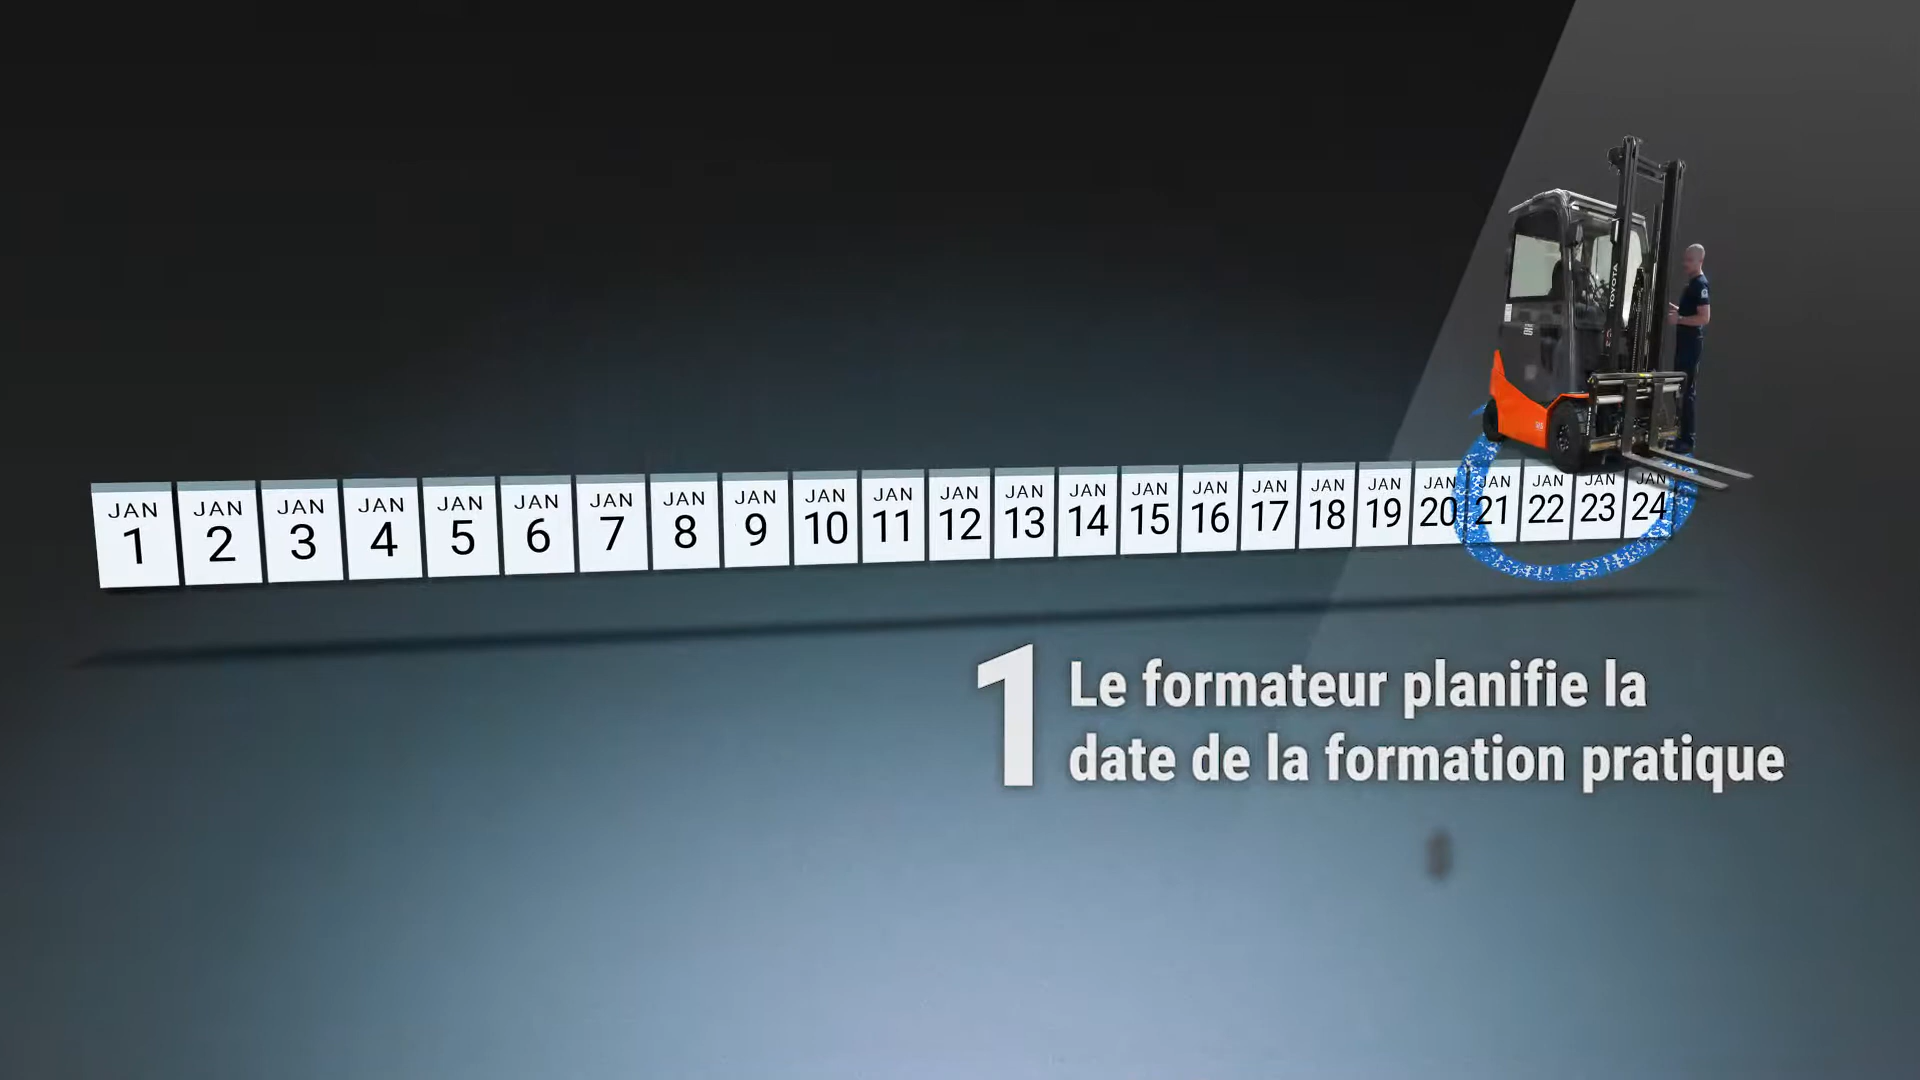 TOYOTA
JAN 1
JAN 2
JAN 3
JAN 4
JAN 5
JAN 6
JAN 7
JAN 8
JAN 9
JAN 10
JAN 11
JAN 12
JAN 13
JAN 14
JAN 15
JAN 16
JAN 17
JAN 18
JAN 19
JAN 20
JAN 21
JAN 22
JAN 23
JAN 24
1
Le formateur planifie la
date de la formation pratique